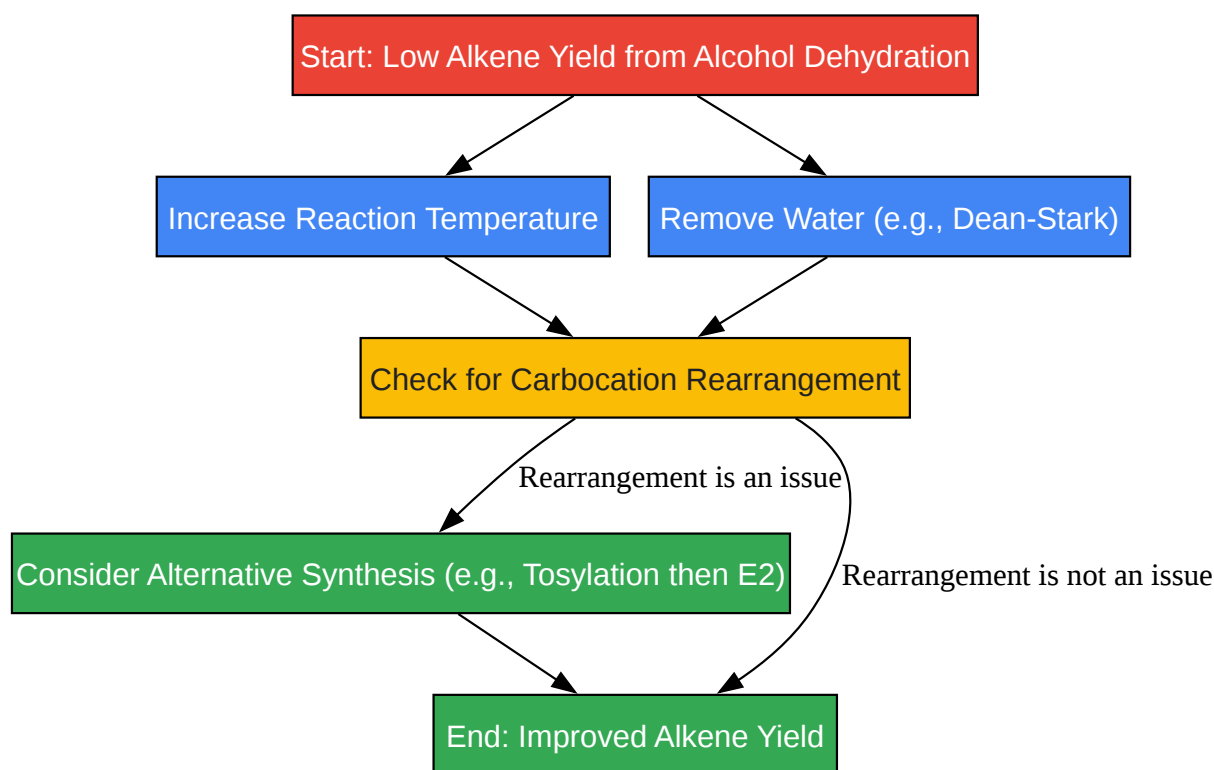 Start: Low Alkene Yield from Alcohol Dehydration
Increase Reaction Temperature
Remove Water (e.g., Dean-Stark)
Check for Carbocation Rearrangement
Rearrangement is an issue
Consider Alternative Synthesis (e.g., Tosylation then E2)
Rearrangement is not an issue
End: Improved Alkene Yield